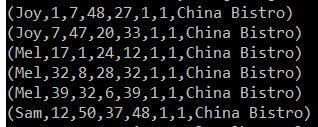 (Joy,1,7,48,27,1,1,China Bistro)
(Joy,7,47,20,33,1,1,China Bistro)
(Mel,17,1,24,12,1,1,China Bistro)
(Mel,32,8,28,32,1,1,China Bistro)
(Mel,39,32,6,39,1,1,China Bistro)
(Sam,12,50,37,48,1,1,China Bistro)